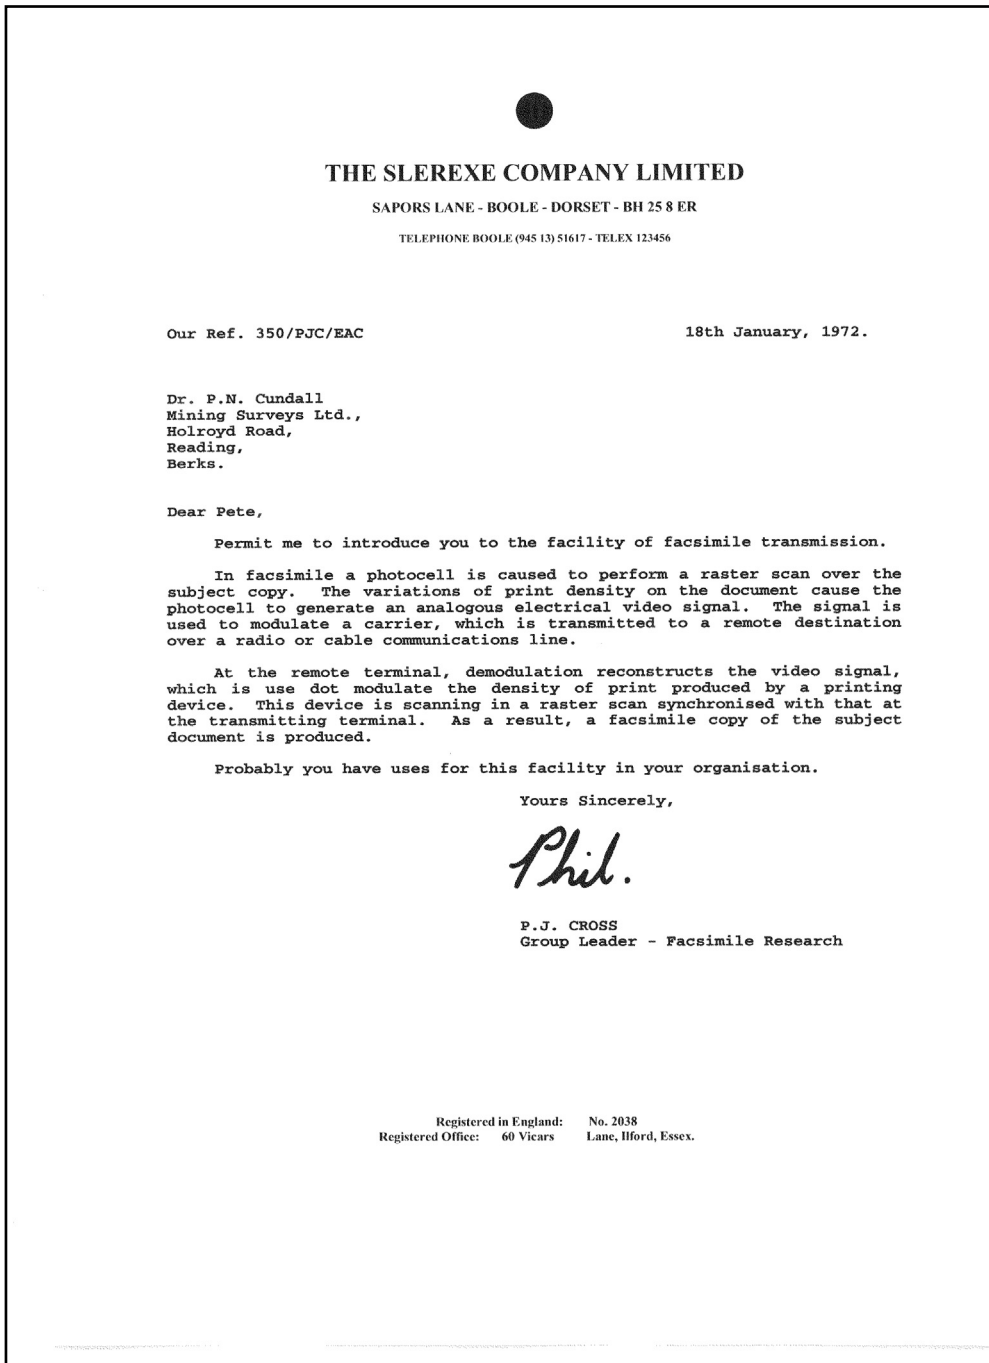 THE SLEREXE COMPANY LIMITED
SAPORS LANE - BOOLE - DORSET - BH 25 8 ER
TELEPHONE BOOLE (945 13) 51617 - TELEX 123456
Our Ref. 350/PJC/EAC 18th January, 1972.
Dr. P.N. Cundall
Mining Surveys Ltd.,
Holroyd Road,
Reading,
Berks.
Dear Pete,
Permit me to introduce you to the facility of facsimile transmission.
In facsimile a photocell is caused to perform a raster scan over the
subject copy. The variations of print density on the document cause the
photocell to generate an analogous electrical video signal. The signal is
used to modulate a carrier, which is transmitted to a remote destination
over a radio or cable communications line.
At the remote terminal, demodulation reconstructs the video signal,
which is use dot modulate the density of print produced by a printing
device. This device is scanning in a raster scan synchronised with that at
the transmitting terminal. As a result, a facsimile copy of the subject
document is produced.
Probably you have uses for this facility in your organisation.
Yours Sincerely,
Phil.
P.J. CROSS
Group Leader - Facsimile Research
Registered in England: No. 2038
Registered Office: 60 Vicars Lane, Ilford, Essex.